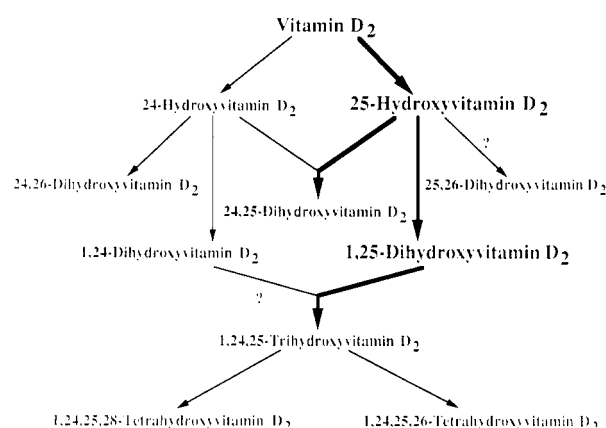 Vitamin D2
24-Hydroxyvitamin D2
25-Hydroxyvitamin D2
?
24,26-Dihydroxyvitamin D2
25,26-Dihydroxyvitamin D2
24,25-Dihydroxyvitamin D2
1,24-Dihydroxyvitamin D2
1,25-Dihydroxyvitamin D2
?
1,24,25-Trihydroxyvitamin D2
1,24,25,28-Tetrahydroxyvitamin D2
1,24,25,26-Tetrahydroxyvitamin D2